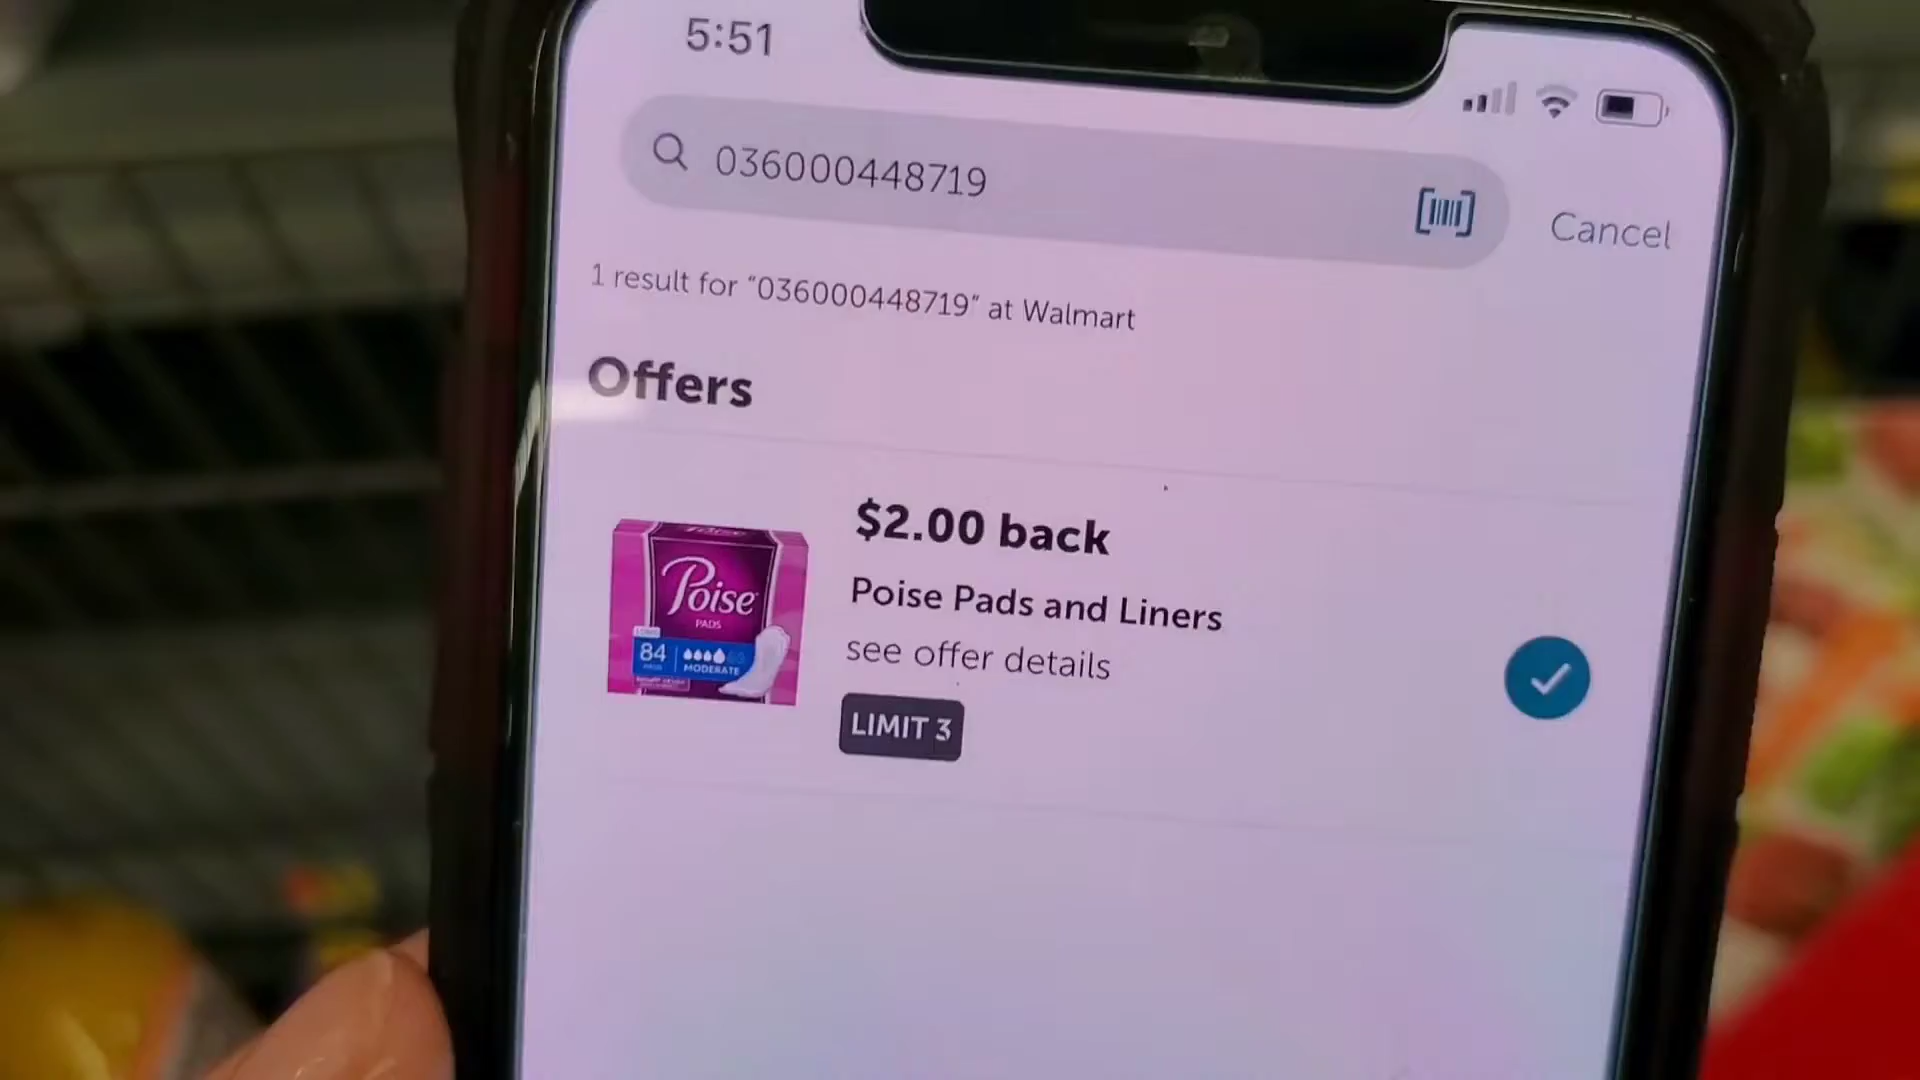 5:51
036000448719
Cancel
1 result for "036000448719" at Walmart
Offers
$2.00 back
Poise Pads and Liners
see offer details
LIMIT 3
Poise
PADS
84
MODERATE